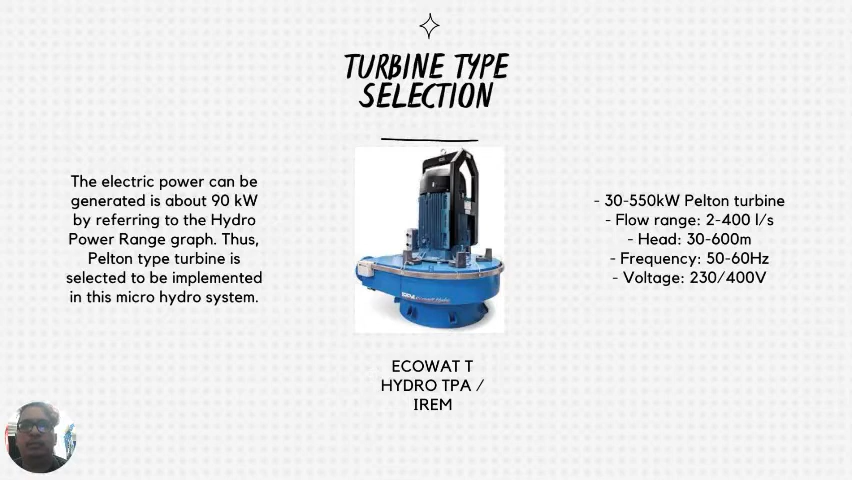 TURBINE TYPE
SELECTION
The electric power can be
generated is about 90 kW
by referring to the Hydro
Power Range graph. Thus,
Pelton type turbine is
selected to be implemented
in this micro hydro system.
- 30-550kW Pelton turbine
- Flow range: 2-400 l/s
- Head: 30-600m
- Frequency: 50-60Hz
- Voltage: 230/400V
ECOWAT T
HYDRO TPA /
IREM